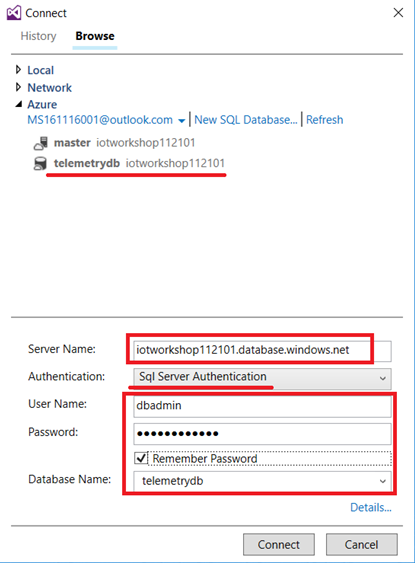 Connect
History Browse
Local
Network
Azure
MS161116001@outlook.com New SQL Database... Refresh
master iotworkshop112101
telemetrydb iotworkshop112101
Server Name: iotworkshop112101.database.windows.net
Authentication: Sql Server Authentication
User Name: dbadmin
Password: ●●●●●●●●●●●●
Remember Password
Database Name: telemetrydb
Details...
Connect Cancel